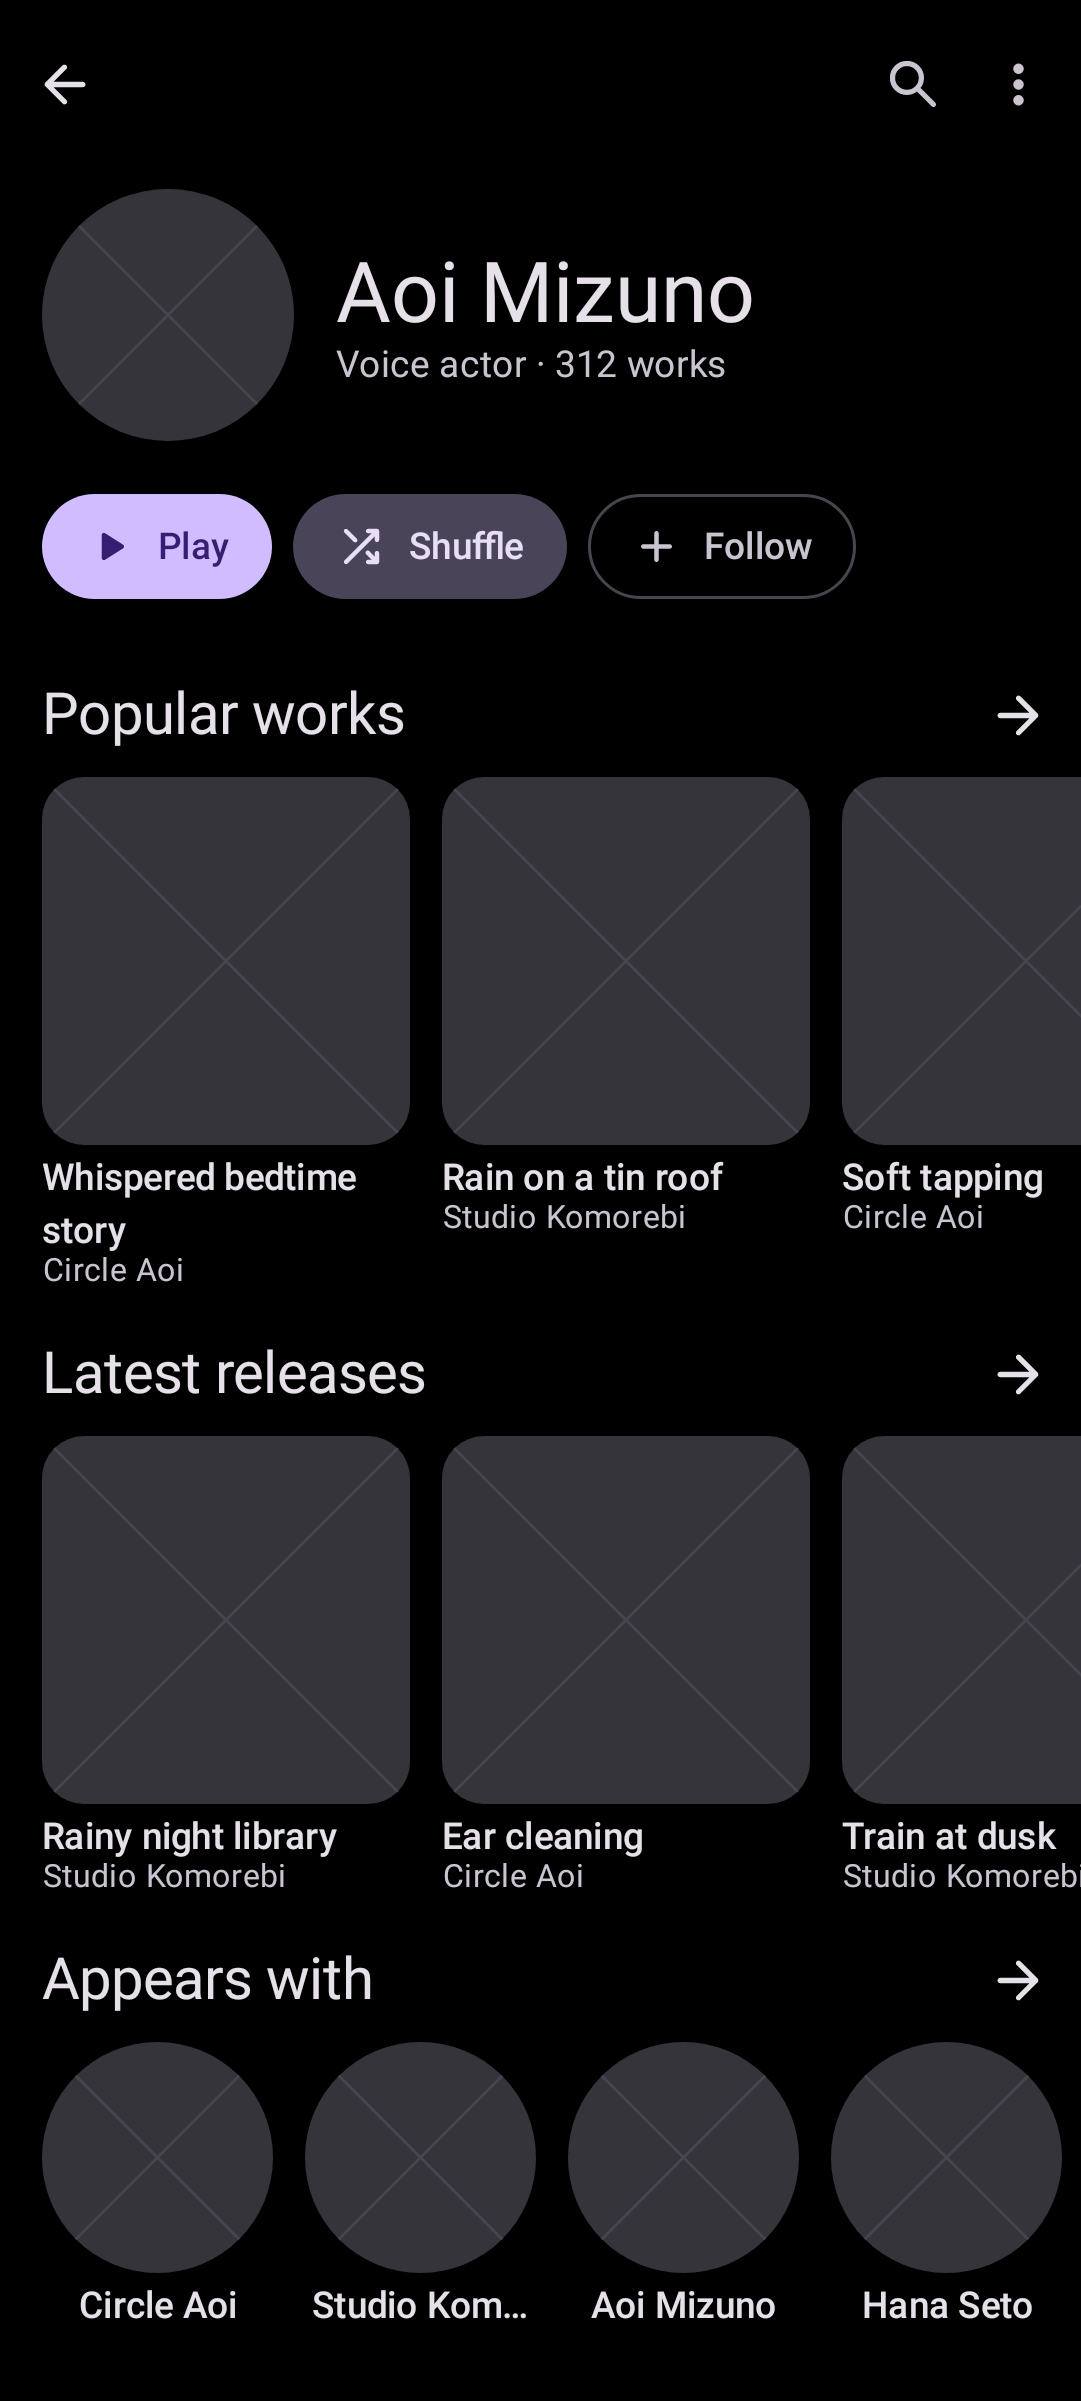 Aoi Mizuno
Voice actor · 312 works
Play
Shuffle
Follow
Popular works
Whispered bedtime
story
Circle Aoi
Rain on a tin roof
Studio Komorebi
Soft tapping
Circle Aoi
Latest releases
Rainy night library
Studio Komorebi
Ear cleaning
Circle Aoi
Train at dusk
Studio Komorebi
Appears with
Circle Aoi
Studio Kom…
Aoi Mizuno
Hana Seto